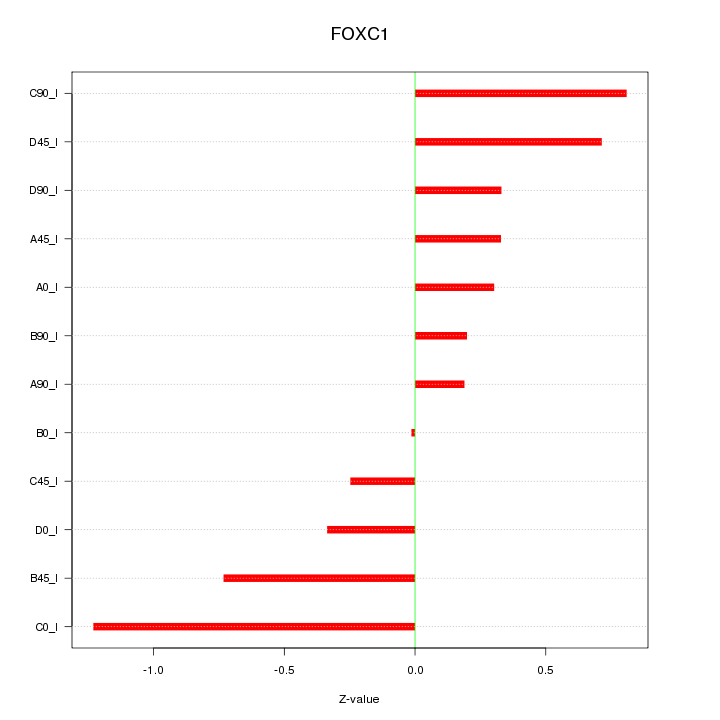 FOXC1
C90_I
D45_I
D90_I
A45_I
A0_I
B90_I
A90_I
B0_I
C45_I
D0_I
B45_I
C0_I
-1.0 -0.5 0.0 0.5
Z-value